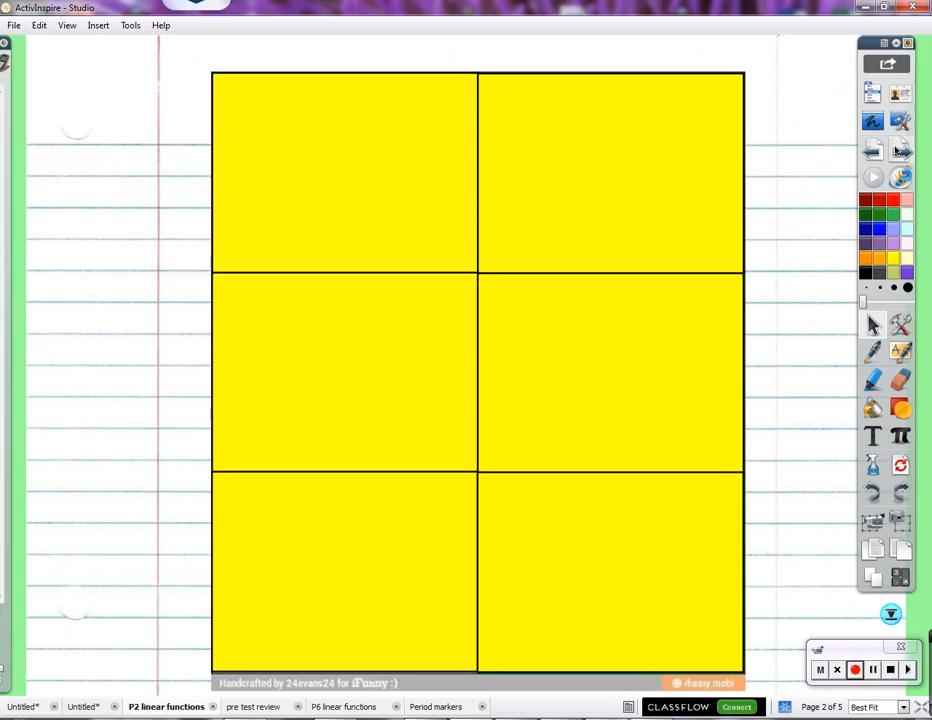 ActivInspire - Studio
File Edit View Insert Tools Help
T π
Handcrafted by 24evans24 for iFunny :) ifunny.mobi
M
Untitled* Untitled* P2 linear functions pre test review P6 linear functions Period markers CLASSFLOW Connect Page 2 of 5 Best Fit